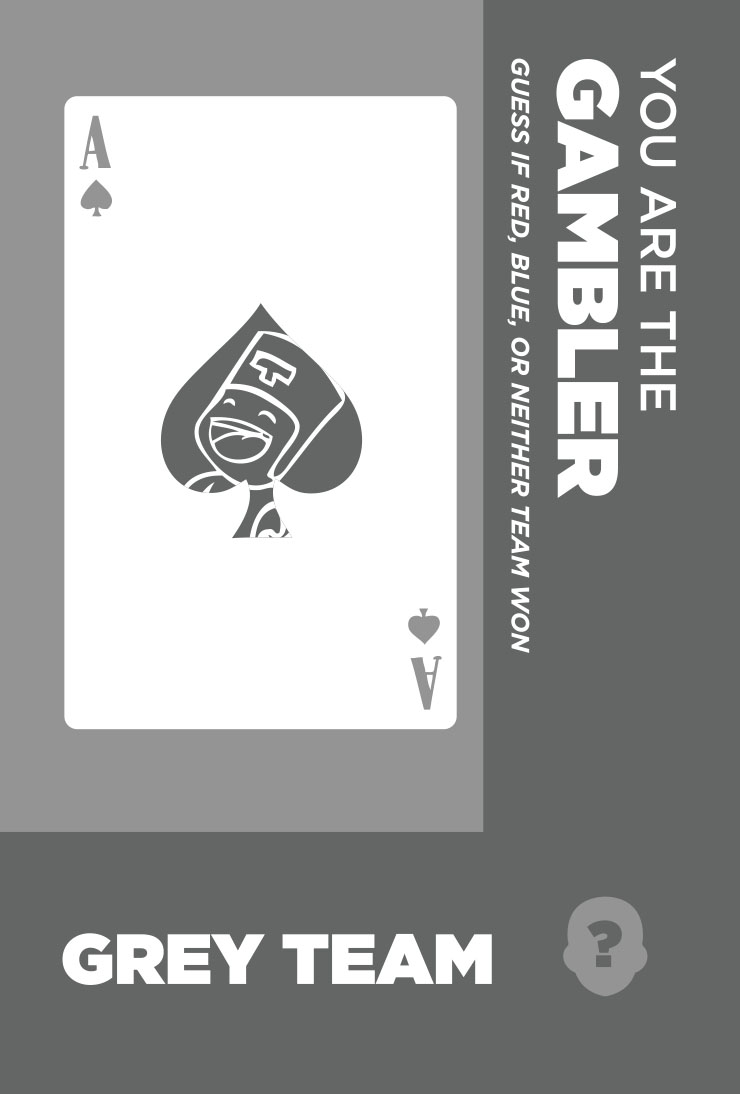 YOU ARE THE
GAMBLER
GUESS IF RED, BLUE, OR NEITHER TEAM WON
A
A
GREY TEAM
?